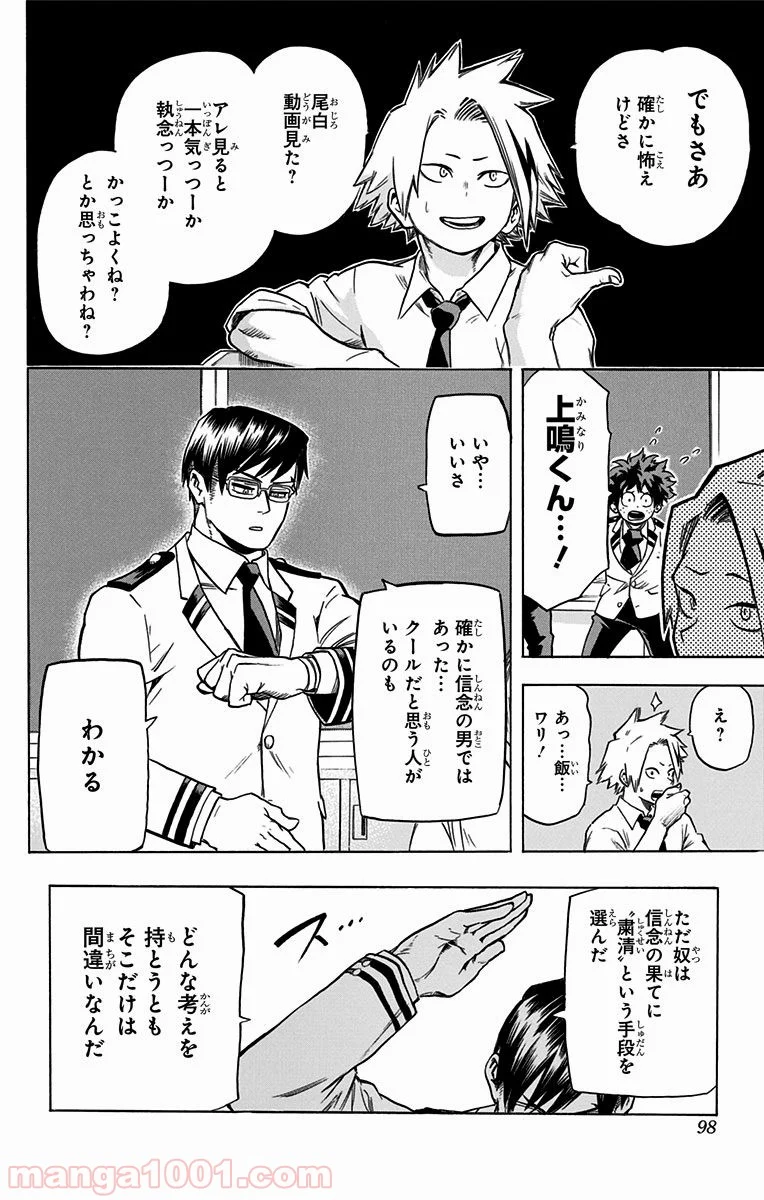 でもさあ
確かに怖え
けどさ
尾白
動画見た?
アレ見ると
一本気っつーか
執念っつーか
かっこよくね?
とか思っちゃわね?
上鳴くん…!
いや…
いいさ
確かに信念の男では
あった…
クールだと思う人が
いるのも
わかる
え?
あっ…飯…
ワリ!
ただ奴は
信念の果てに
〝粛清〟という手段を
選んだ
どんな考えを
持とうとも
そこだけは
間違いなんだ
98
manga1001.com